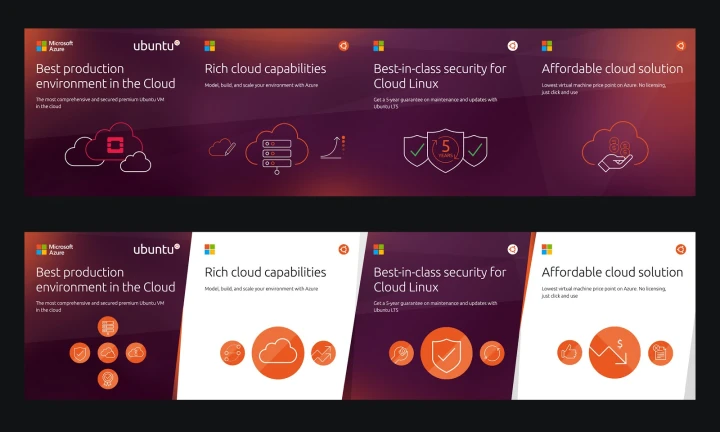 Microsoft
Azure
ubuntu
Best production
environment in the Cloud
The most comprehensive and secured premium Ubuntu VM
in the cloud
Rich cloud capabilities
Model, build, and scale your environment with Azure
Best-in-class security for
Cloud Linux
Get a 5-year guarantee on maintenance and updates with
Ubuntu LTS
5
YEARS
Affordable cloud solution
Lowest virtual machine price point on Azure. No licensing,
just click and use
Microsoft
Azure
ubuntu
Best production
environment in the Cloud
The most comprehensive and secured premium Ubuntu VM
in the cloud
Rich cloud capabilities
Model, build, and scale your environment with Azure
Best-in-class security for
Cloud Linux
Get a 5-year guarantee on maintenance and updates with
Ubuntu LTS
Affordable cloud solution
Lowest virtual machine price point on Azure. No licensing,
just click and use
$